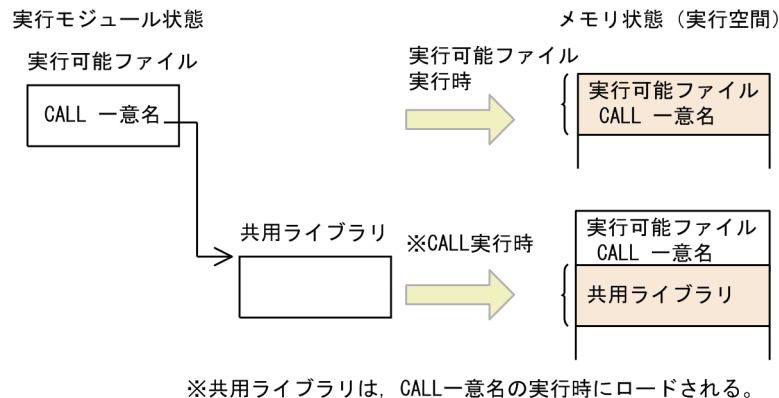 実行モジュール状態
メモリ状態（実行空間）
実行可能ファイル
CALL 一意名
実行可能ファイル
実行時
実行可能ファイル
CALL 一意名
共用ライブラリ
※CALL実行時
実行可能ファイル
CALL 一意名
共用ライブラリ
※共用ライブラリは，CALL一意名の実行時にロードされる。